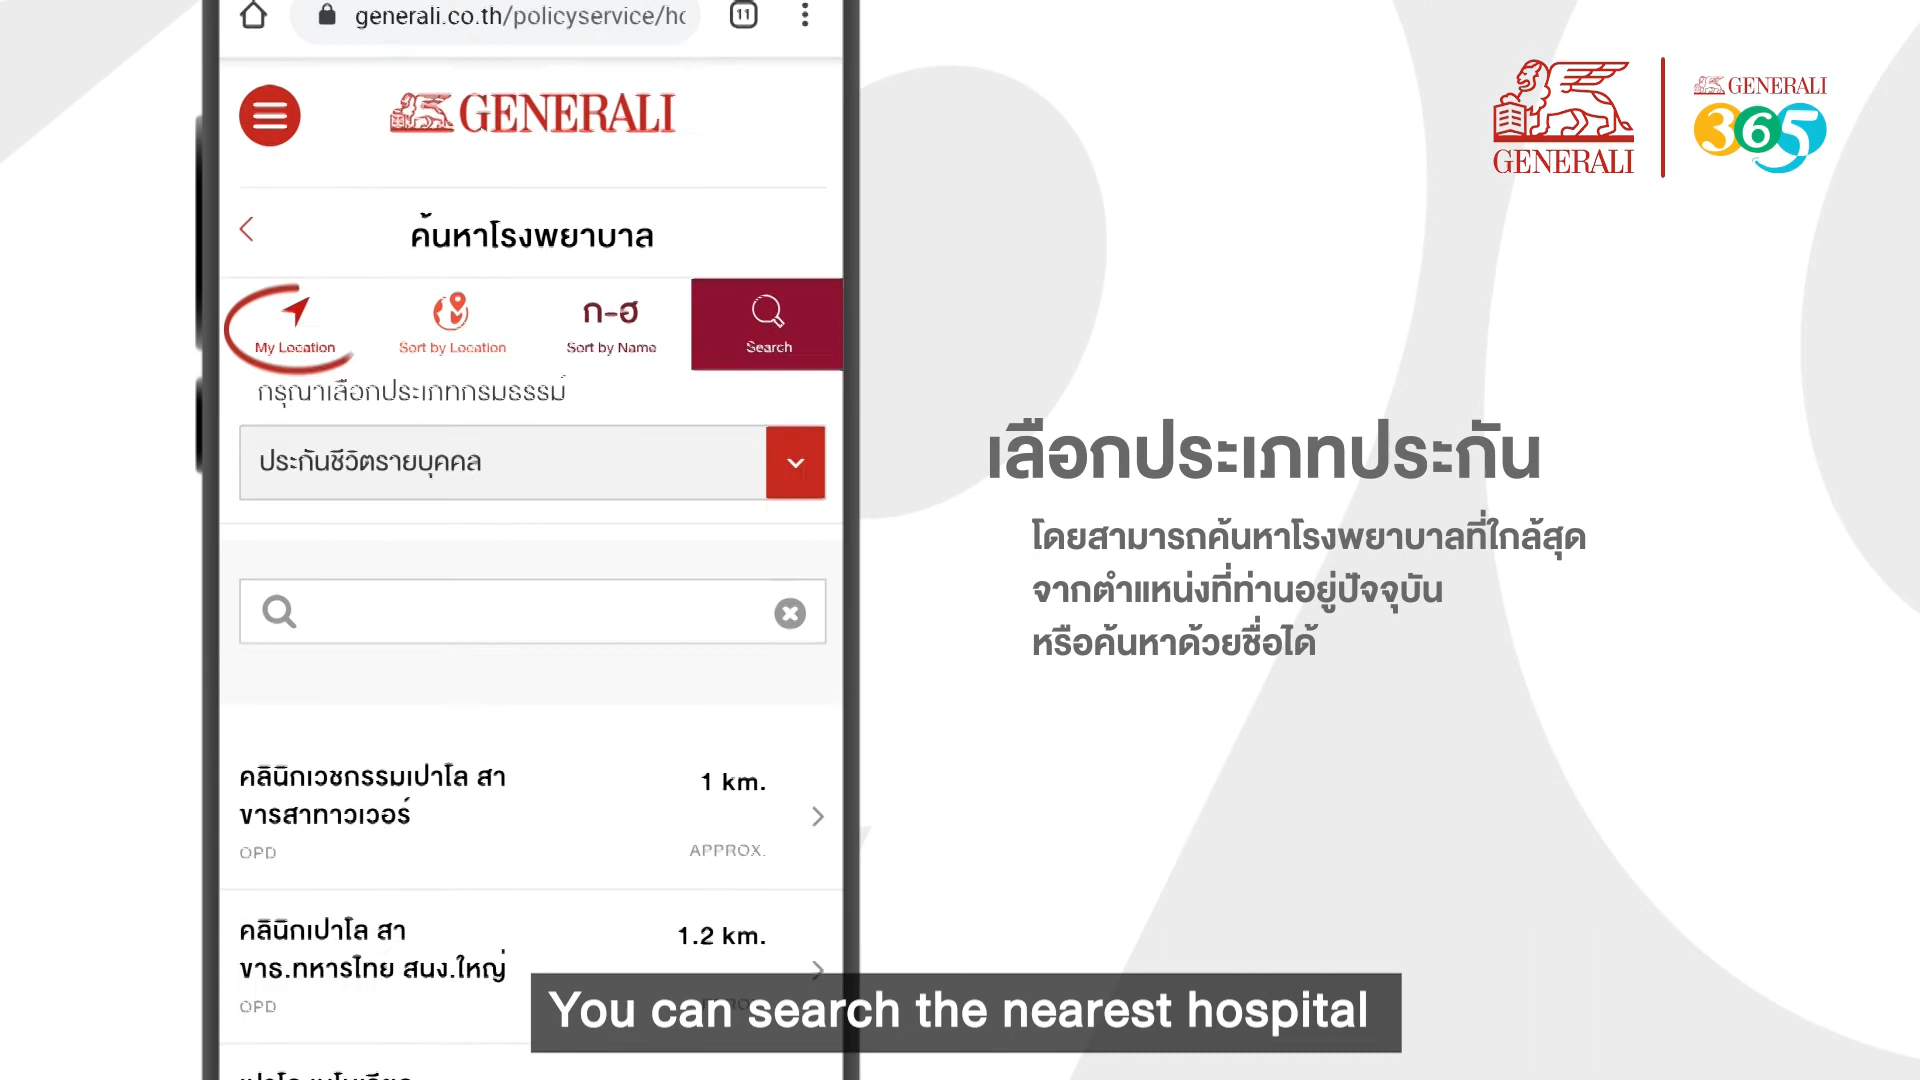 generali.co.th/policyservice/ho
11
GENERALI
ค้นหาโรงพยาบาล
My Location
Sort by Location
ก-ฮ
Sort by Name
Search
กรุณาเลือกประเภทกรมธรรม์
ประกันชีวิตรายบุคคล
คลินิกเวชกรรมเปาโล สา
ขารสาทาวเวอร์
1 km.
OPD
APPROX.
คลินิกเปาโล สา
ขาธ.ทหารไทย สนง.ใหญ่
1.2 km.
OPD
GENERALI
GENERALI
365
เลือกประเภทประกัน
โดยสามารถค้นหาโรงพยาบาลที่ใกล้สุด
จากตำแหน่งที่ท่านอยู่ปัจจุบัน
หรือค้นหาด้วยชื่อได้
You can search the nearest hospital